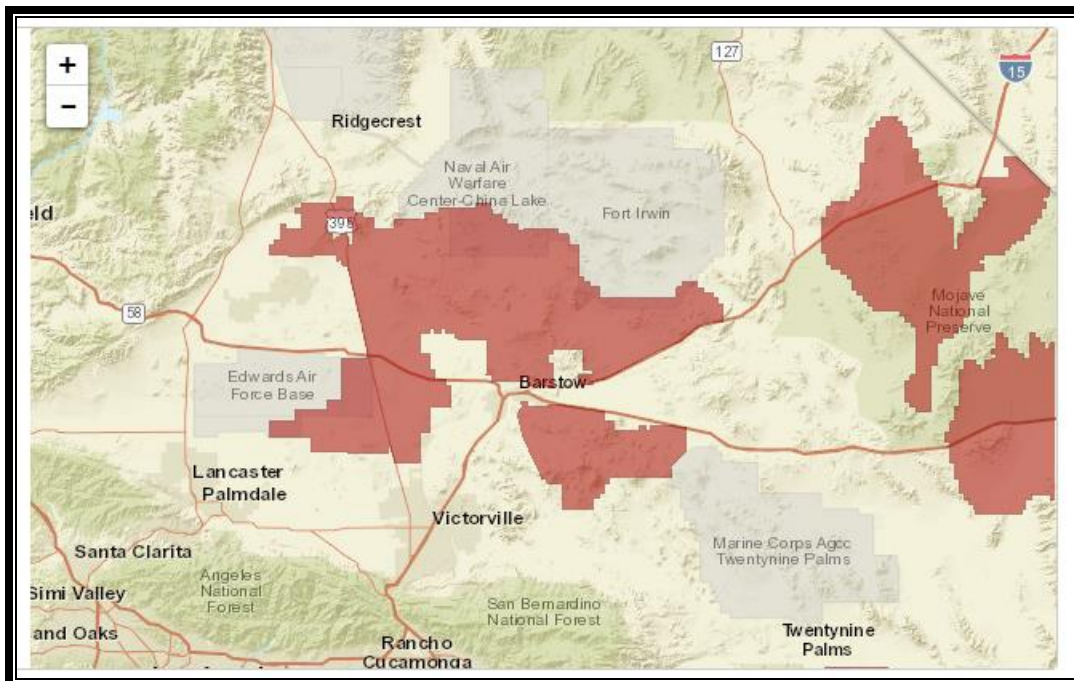 +
−
127
15
Ridgecrest
Naval Air
Warfare
Center China Lake
Fort Irwin
eld
395
58
Mojave
National
Preserve
Edwards Air
Force Base
Barstow
Lancaster
Palmdale
Victorville
Santa Clarita
Marine Corps Agcc
Twentynine Palms
Angeles
National
Forest
Simi Valley
San Bernardino
National Forest
and Oaks
Rancho
Cucamonga
Twentynine
Palms